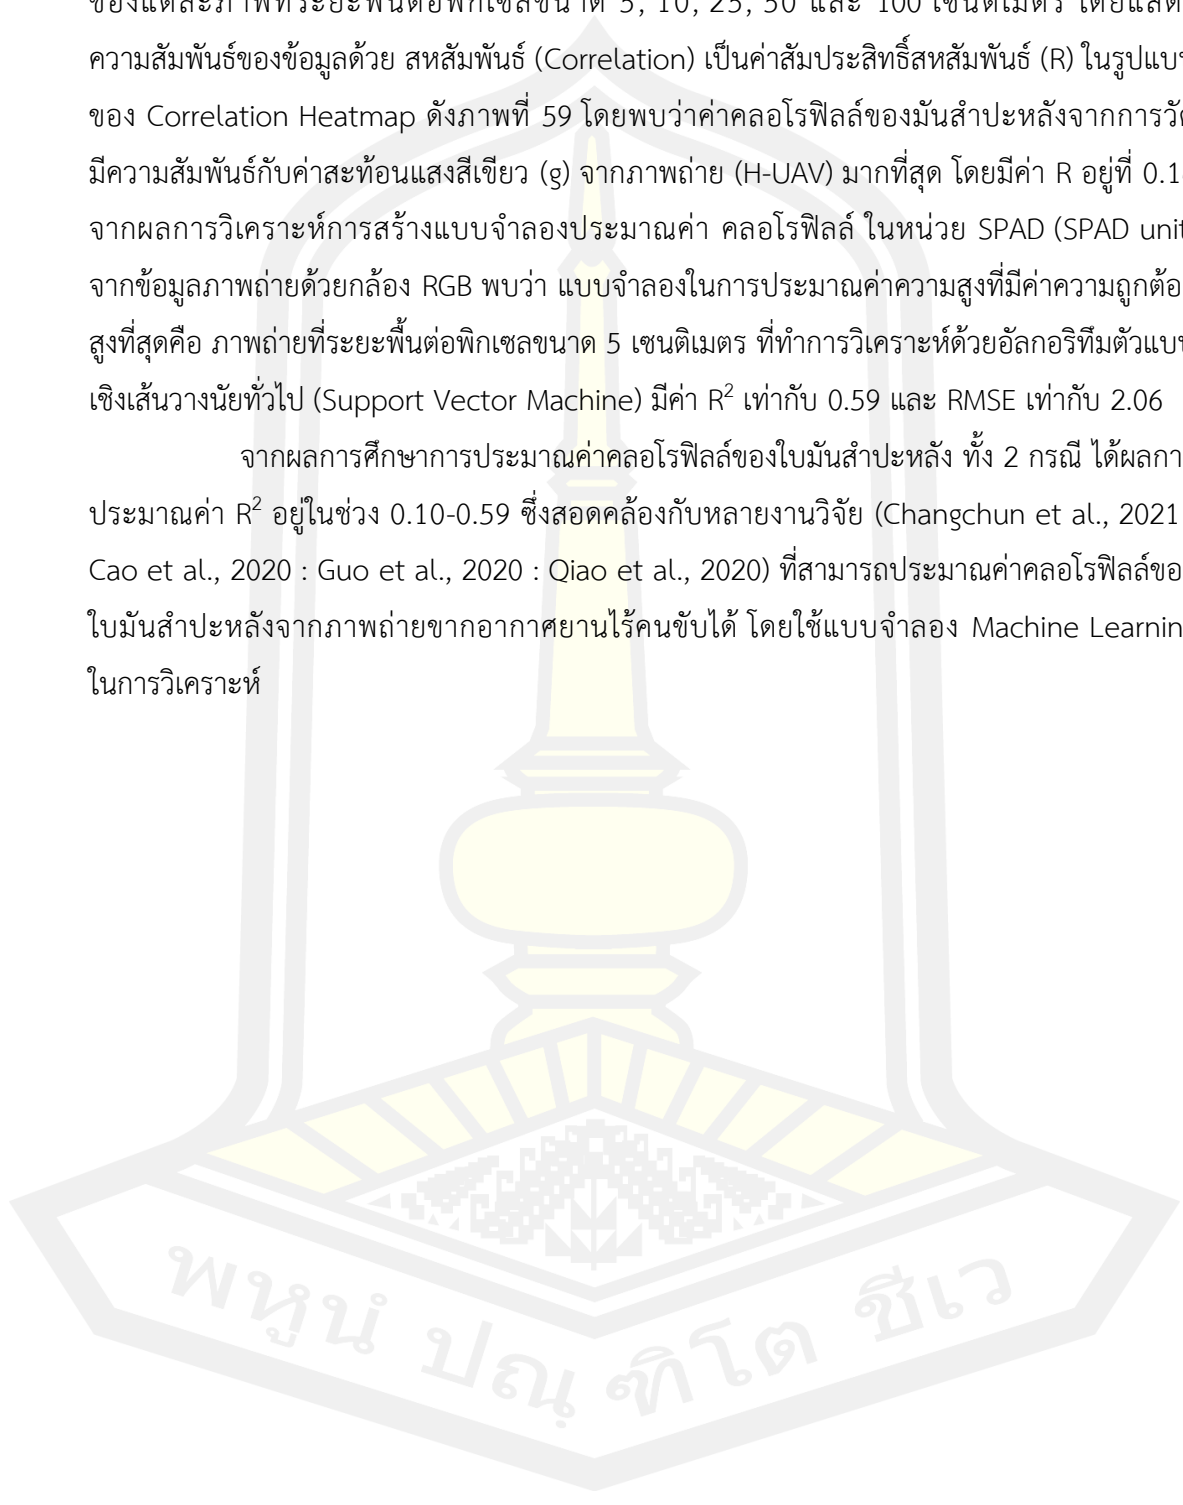 ของแต่ละภาพที่ระยะพื้นต่อพิกเซลขนาด 5, 10, 25, 50 และ 100 เซนติเมตร โดยแสด
ความสัมพันธ์ของข้อมูลด้วย สหสัมพันธ์ (Correlation) เป็นค่าสัมประสิทธิ์สหสัมพันธ์ (R) ในรูปแบบ
ของ Correlation Heatmap ดังภาพที่ 59 โดยพบว่าค่าคลอโรฟิลล์ของมันสำปะหลังจากการวัด
มีความสัมพันธ์กับค่าสะท้อนแสงสีเขียว (g) จากภาพถ่าย (H-UAV) มากที่สุด โดยมีค่า R อยู่ที่
จากผลการวิเคราะห์การสร้างแบบจำลองประมาณค่า คลอโรฟิลล์ ในหน่วย SPAD (SPAD unit
จากข้อมูลภาพถ่ายด้วยกล้อง RGB พบว่า แบบจำลองในการประมาณค่าความสูงที่มีค่าความถูกต้อ
สูงที่สุดคือ ภาพถ่ายที่ระยะพื้นต่อพิกเซลขนาด 5 เซนติเมตร ที่ทำการวิเคราะห์ด้วยอัลกอริทึมตัวแบบ
เชิงเส้นวางนัยทั่วไป (Support Vector Machine) มีค่า R² เท่ากับ 0.59 และ RMSE เท่ากับ 2.06
จากผลการศึกษาการประมาณค่าคลอโรฟิลล์ของใบมันสำปะหลัง ทั้ง 2 กรณี ได้ผลกา
ประมาณค่า R² อยู่ในช่วง 0.10-0.59 ซึ่งสอดคล้องกับหลายงานวิจัย (Changchun et al., 2021
Cao et al., 2020 : Guo et al., 2020 : Qiao et al., 2020) ที่สามารถประมาณค่าคลอโรฟิลล์ขอ
ใบมันสำปะหลังจากภาพถ่ายขากอากาศยานไร้คนขับได้ โดยใช้แบบจำลอง Machine Learnin
ในการวิเคราะห์
พหูนํ ปณฺฑิโต ชีเว